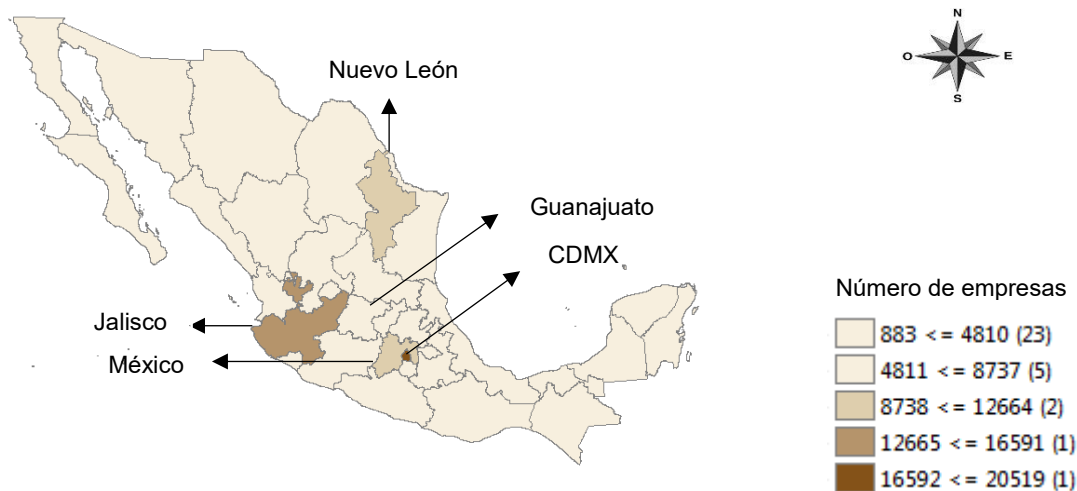 N
O
E
S
Nuevo León
Guanajuato
CDMX
Jalisco
México
Número de empresas
883 <= 4810 (23)
4811 <= 8737 (5)
8738 <= 12664 (2)
12665 <= 16591 (1)
16592 <= 20519 (1)